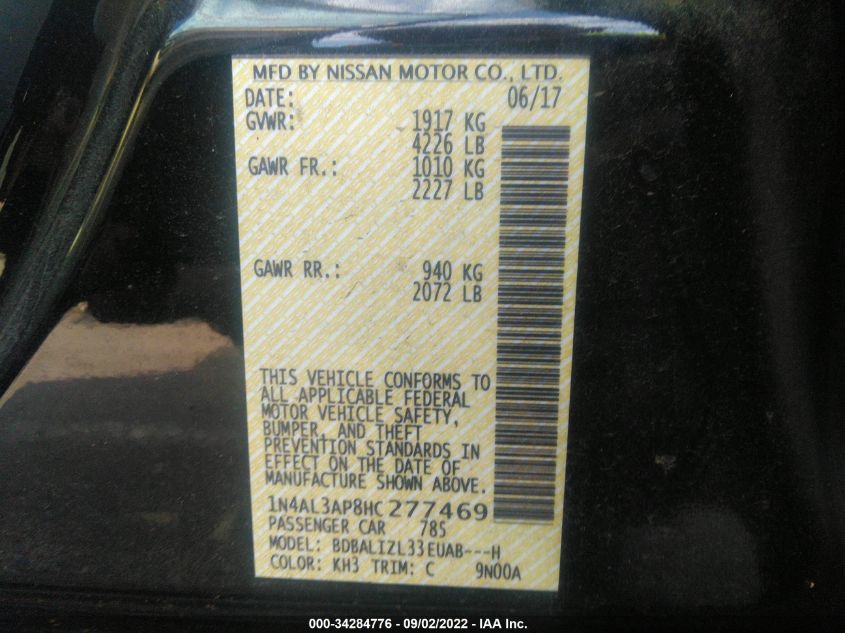 MFD BY NISSAN MOTOR CO., LTD.
DATE: 06/17
GVWR: 1917 KG
4226 LB
GAWR FR.: 1010 KG
2227 LB
GAWR RR.: 940 KG
2072 LB
THIS VEHICLE CONFORMS TO
ALL APPLICABLE FEDERAL
MOTOR VEHICLE SAFETY,
BUMPER, AND THEFT
PREVENTION STANDARDS IN
EFFECT ON THE DATE OF
MANUFACTURE SHOWN ABOVE.
1N4AL3AP8HC277469
PASSENGER CAR 785
MODEL: BDBALIZL33EUAB---H
COLOR: KH3 TRIM: C 9N00A
000-34284776 - 09/02/2022 - IAA Inc.